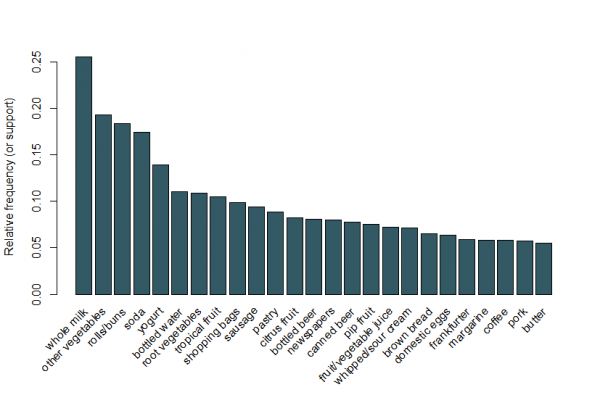 Relative frequency (or support)
0.25
0.20
0.15
0.10
0.05
0.00
whole milk
other vegetables
rolls/buns
soda
yogurt
bottled water
root vegetables
tropical fruit
shopping bags
sausage
pastry
citrus fruit
bottled beer
newspapers
canned beer
pip fruit
fruit/vegetable juice
whipped/sour cream
brown bread
domestic eggs
frankfurter
margarine
coffee
pork
butter